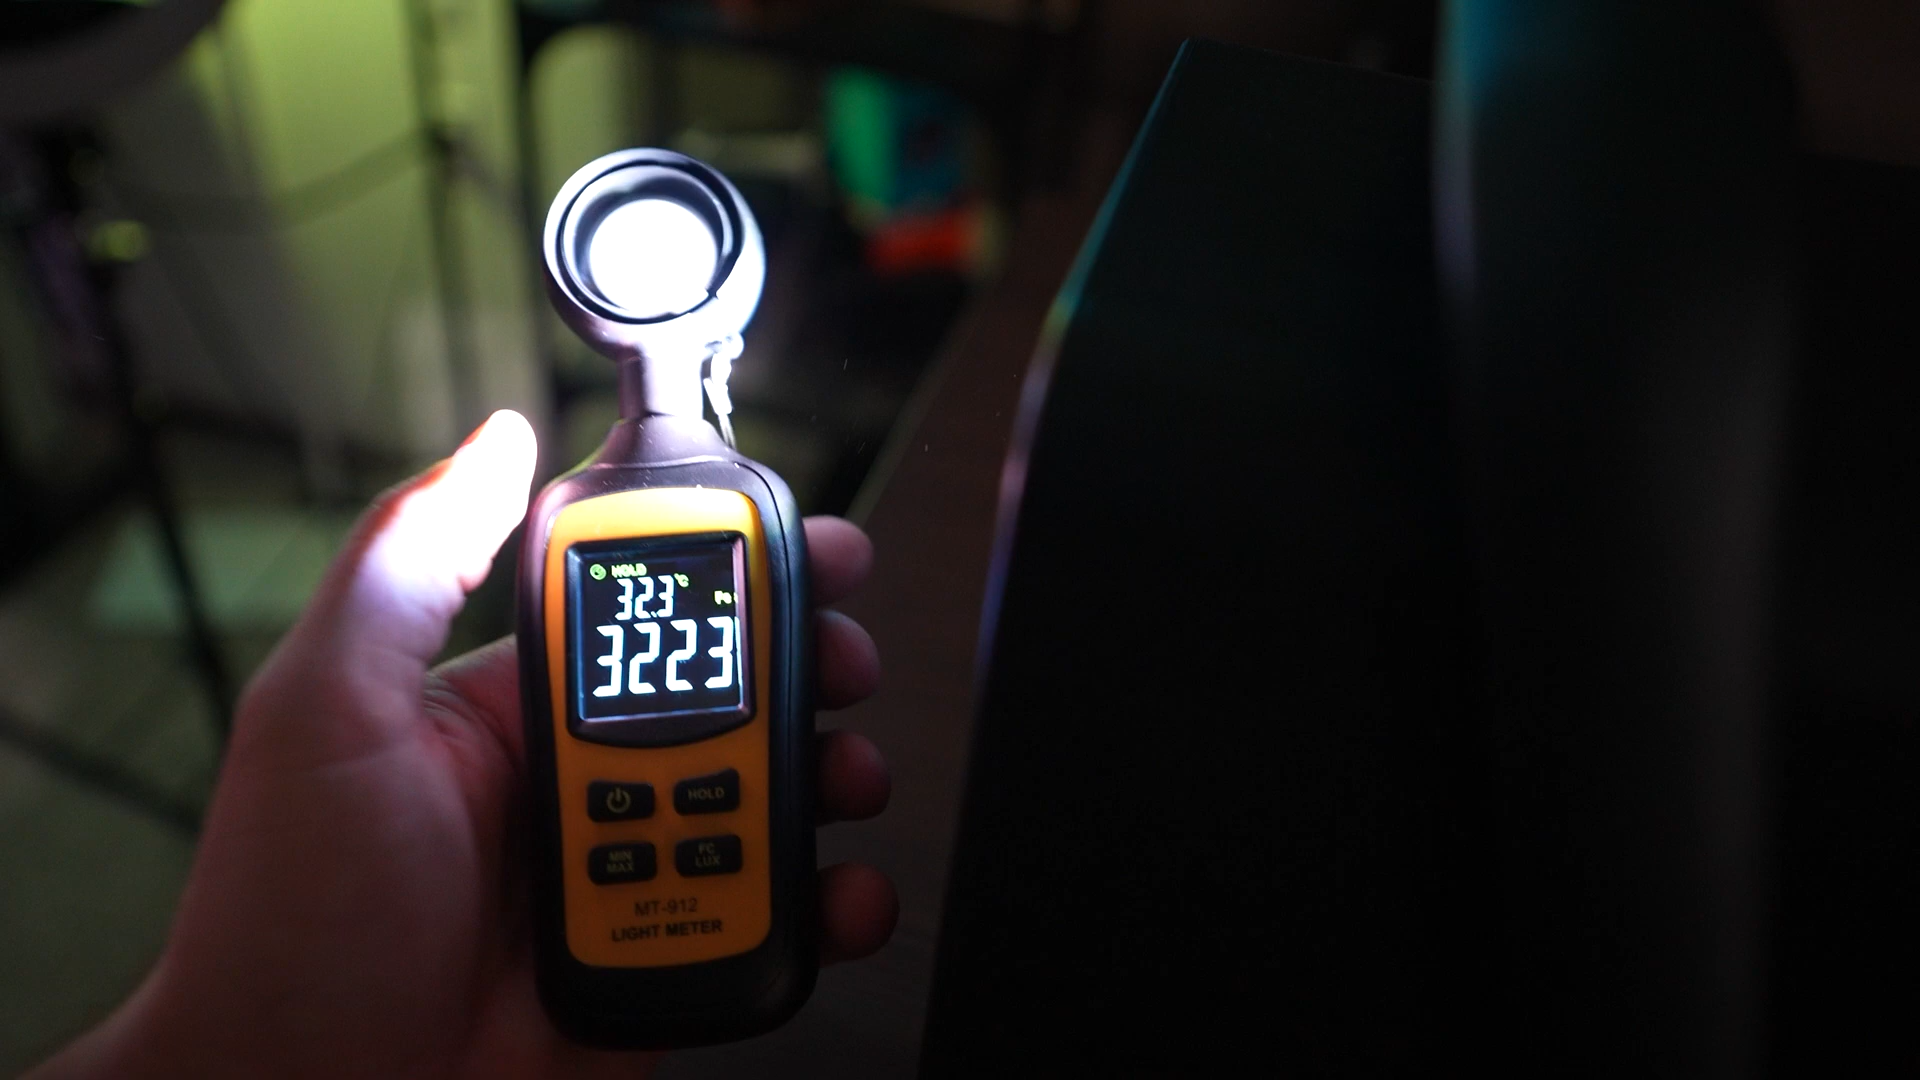 HOLD
32.3°C
Fc
3223
HOLD
MIN
MAX
FC
LUX
MT-912
LIGHT METER